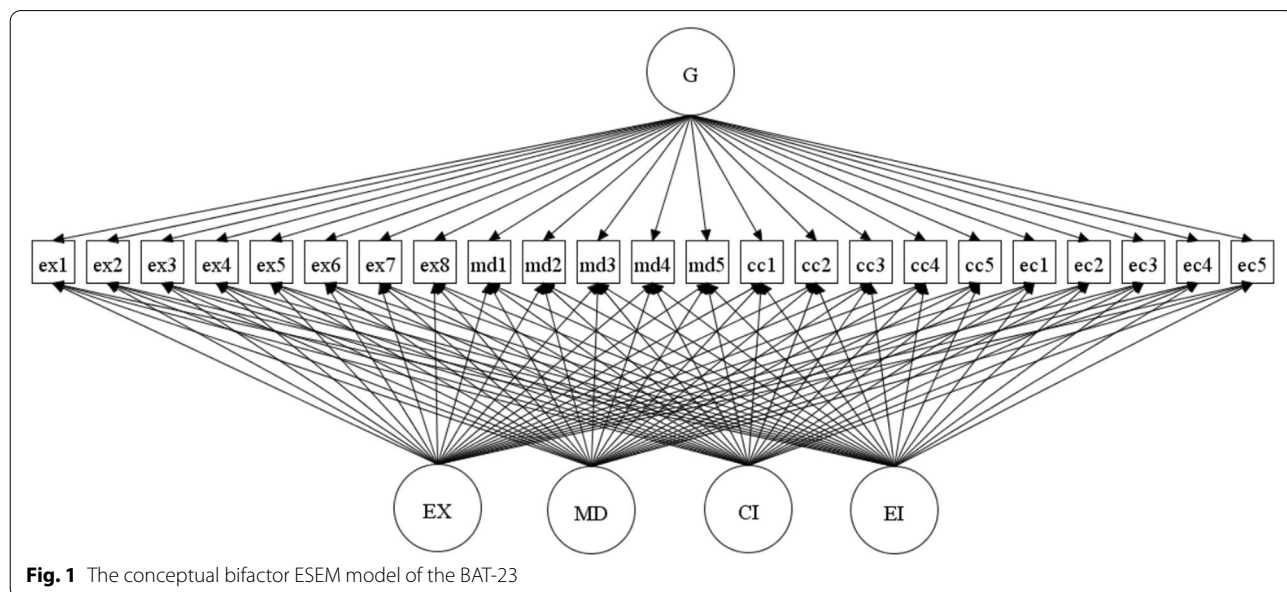 G
ex1 ex2 ex3 ex4 ex5 ex6 ex7 ex8 md1 md2 md3 md4 md5 cc1 cc2 cc3 cc4 cc5 ec1 ec2 ec3 ec4 ec5
EX MD CI EI
Fig. 1 The conceptual bifactor ESEM model of the BAT-23